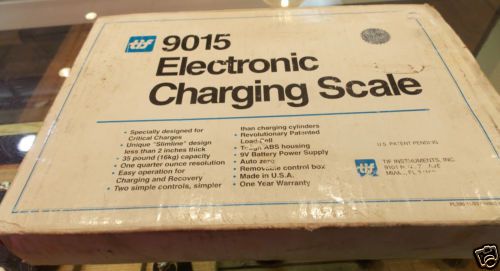 tif
9015
Electronic
Charging Scale
• Specially designed for
Critical Charges
• Unique "Slimline" design
less than 2 inches thick
• 35 pound (16kg) capacity
• One quarter ounce resolution
• Easy operation for
Charging and Recovery
• Two simple controls, simpler
than charging cylinders
• Revolutionary Patented
Load Cell
• Tough ABS housing
• 9V Battery Power Supply
• Auto zero
• Removable control box
• Made in U.S.A.
• One Year Warranty
U.S. PATENT PENDING
tif
TIF INSTRUMENTS, INC.
9101